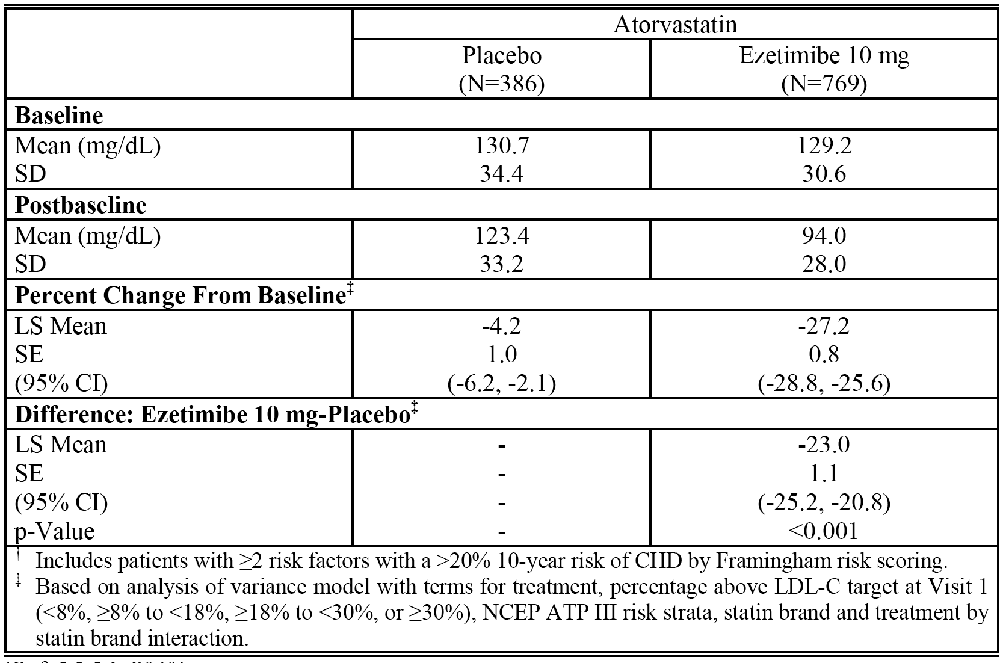 Atorvastatin
Placebo Ezetimibe 10 mg
(N=386) (N=769)
Baseline
Mean (mg/dL) 130.7 129.2
SD 34.4 30.6
Postbaseline
Mean (mg/dL) 123.4 94.0
SD 33.2 28.0
Percent Change From Baseline‡
LS Mean -4.2 -27.2
SE 1.0 0.8
(95% CI) (-6.2, -2.1) (-28.8, -25.6)
Difference: Ezetimibe 10 mg-Placebo‡
LS Mean - -23.0
SE - 1.1
(95% CI) - (-25.2, -20.8)
p-Value - <0.001
† Includes patients with ≥2 risk factors with a >20% 10-year risk of CHD by Framingham risk scoring.
‡ Based on analysis of variance model with terms for treatment, percentage above LDL-C target at Visit 1
(<8%, ≥8% to <18%, ≥18% to <30%, or ≥30%), NCEP ATP III risk strata, statin brand and treatment by
statin brand interaction.